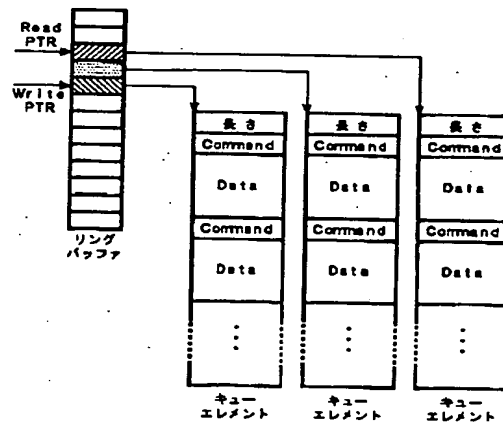 Read
PTR
Write
PTR
リング
バッファ
長さ
Command
Data
Command
Data
キュー
エレメント
長さ
Command
Data
Command
Data
キュー
エレメント
長さ
Command
Data
Command
Data
キュー
エレメント